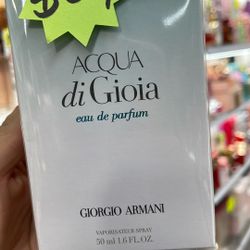 ACQUA
di Gioia
eau de parfum
GIORGIO ARMANI
VAPORISATEUR SPRAY
50 ml 1.6 FL. OZ.